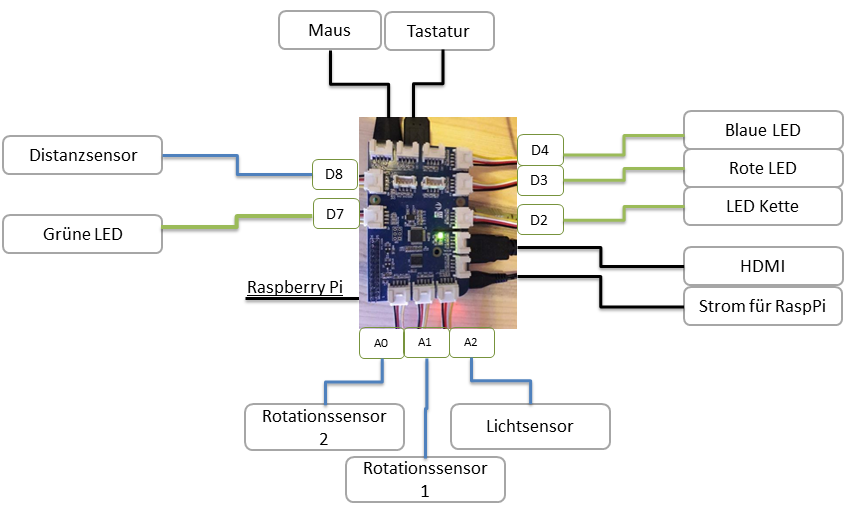 Maus
Tastatur
Distanzsensor
D8
D7
Grüne LED
D4
D3
D2
Blaue LED
Rote LED
LED Kette
HDMI
Strom für RaspPi
Raspberry Pi
A0
A1
A2
Rotationssensor
2
Rotationssensor
1
Lichtsensor